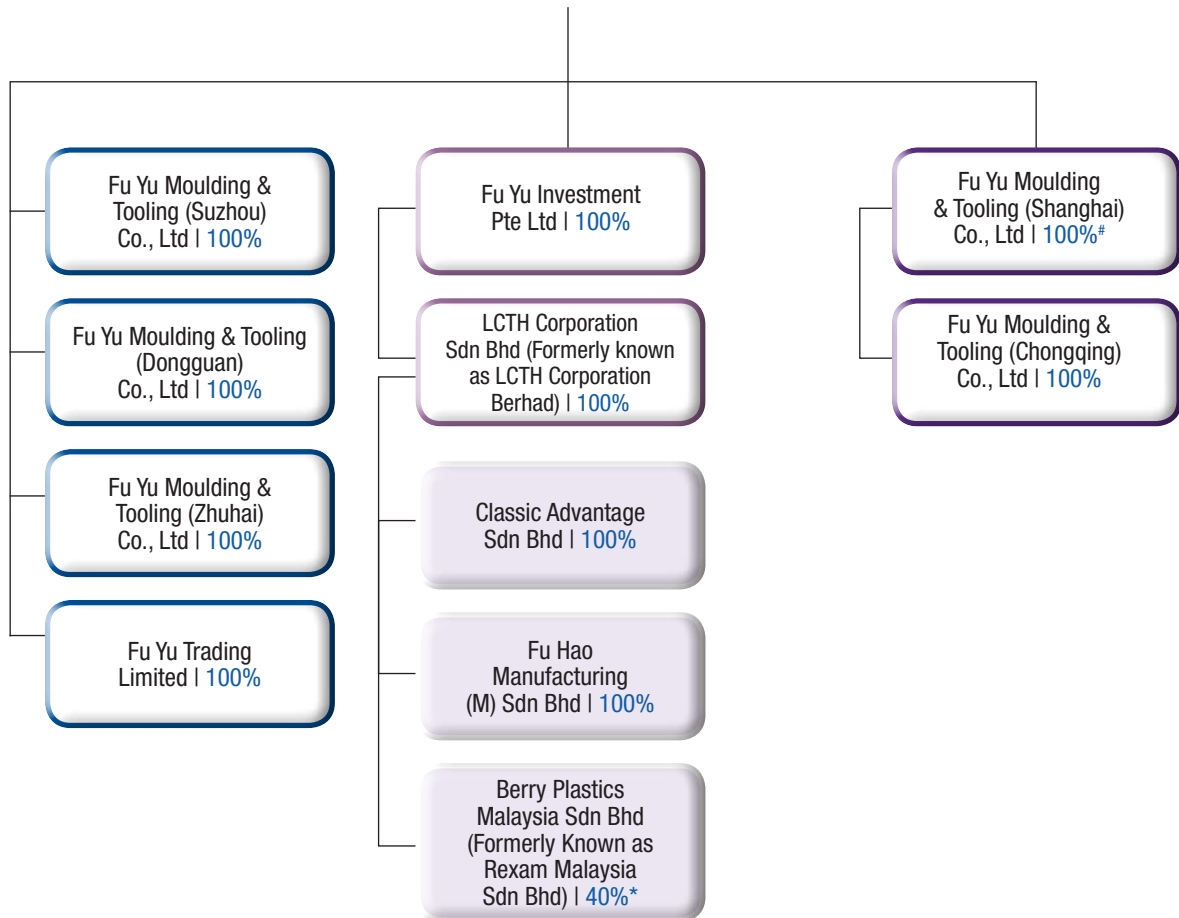 Fu Yu Moulding &
Tooling (Suzhou)
Co., Ltd | 100%
Fu Yu Moulding & Tooling
(Dongguan)
Co., Ltd | 100%
Fu Yu Moulding &
Tooling (Zhuhai)
Co., Ltd | 100%
Fu Yu Trading
Limited | 100%
Fu Yu Investment
Pte Ltd | 100%
LCTH Corporation
Sdn Bhd (Formerly known
as LCTH Corporation
Berhad) | 100%
Classic Advantage
Sdn Bhd | 100%
Fu Hao
Manufacturing
(M) Sdn Bhd | 100%
Berry Plastics
Malaysia Sdn Bhd
(Formerly Known as
Rexam Malaysia
Sdn Bhd) | 40%*
Fu Yu Moulding
& Tooling (Shanghai)
Co., Ltd | 100%#
Fu Yu Moulding &
Tooling (Chongqing)
Co., Ltd | 100%